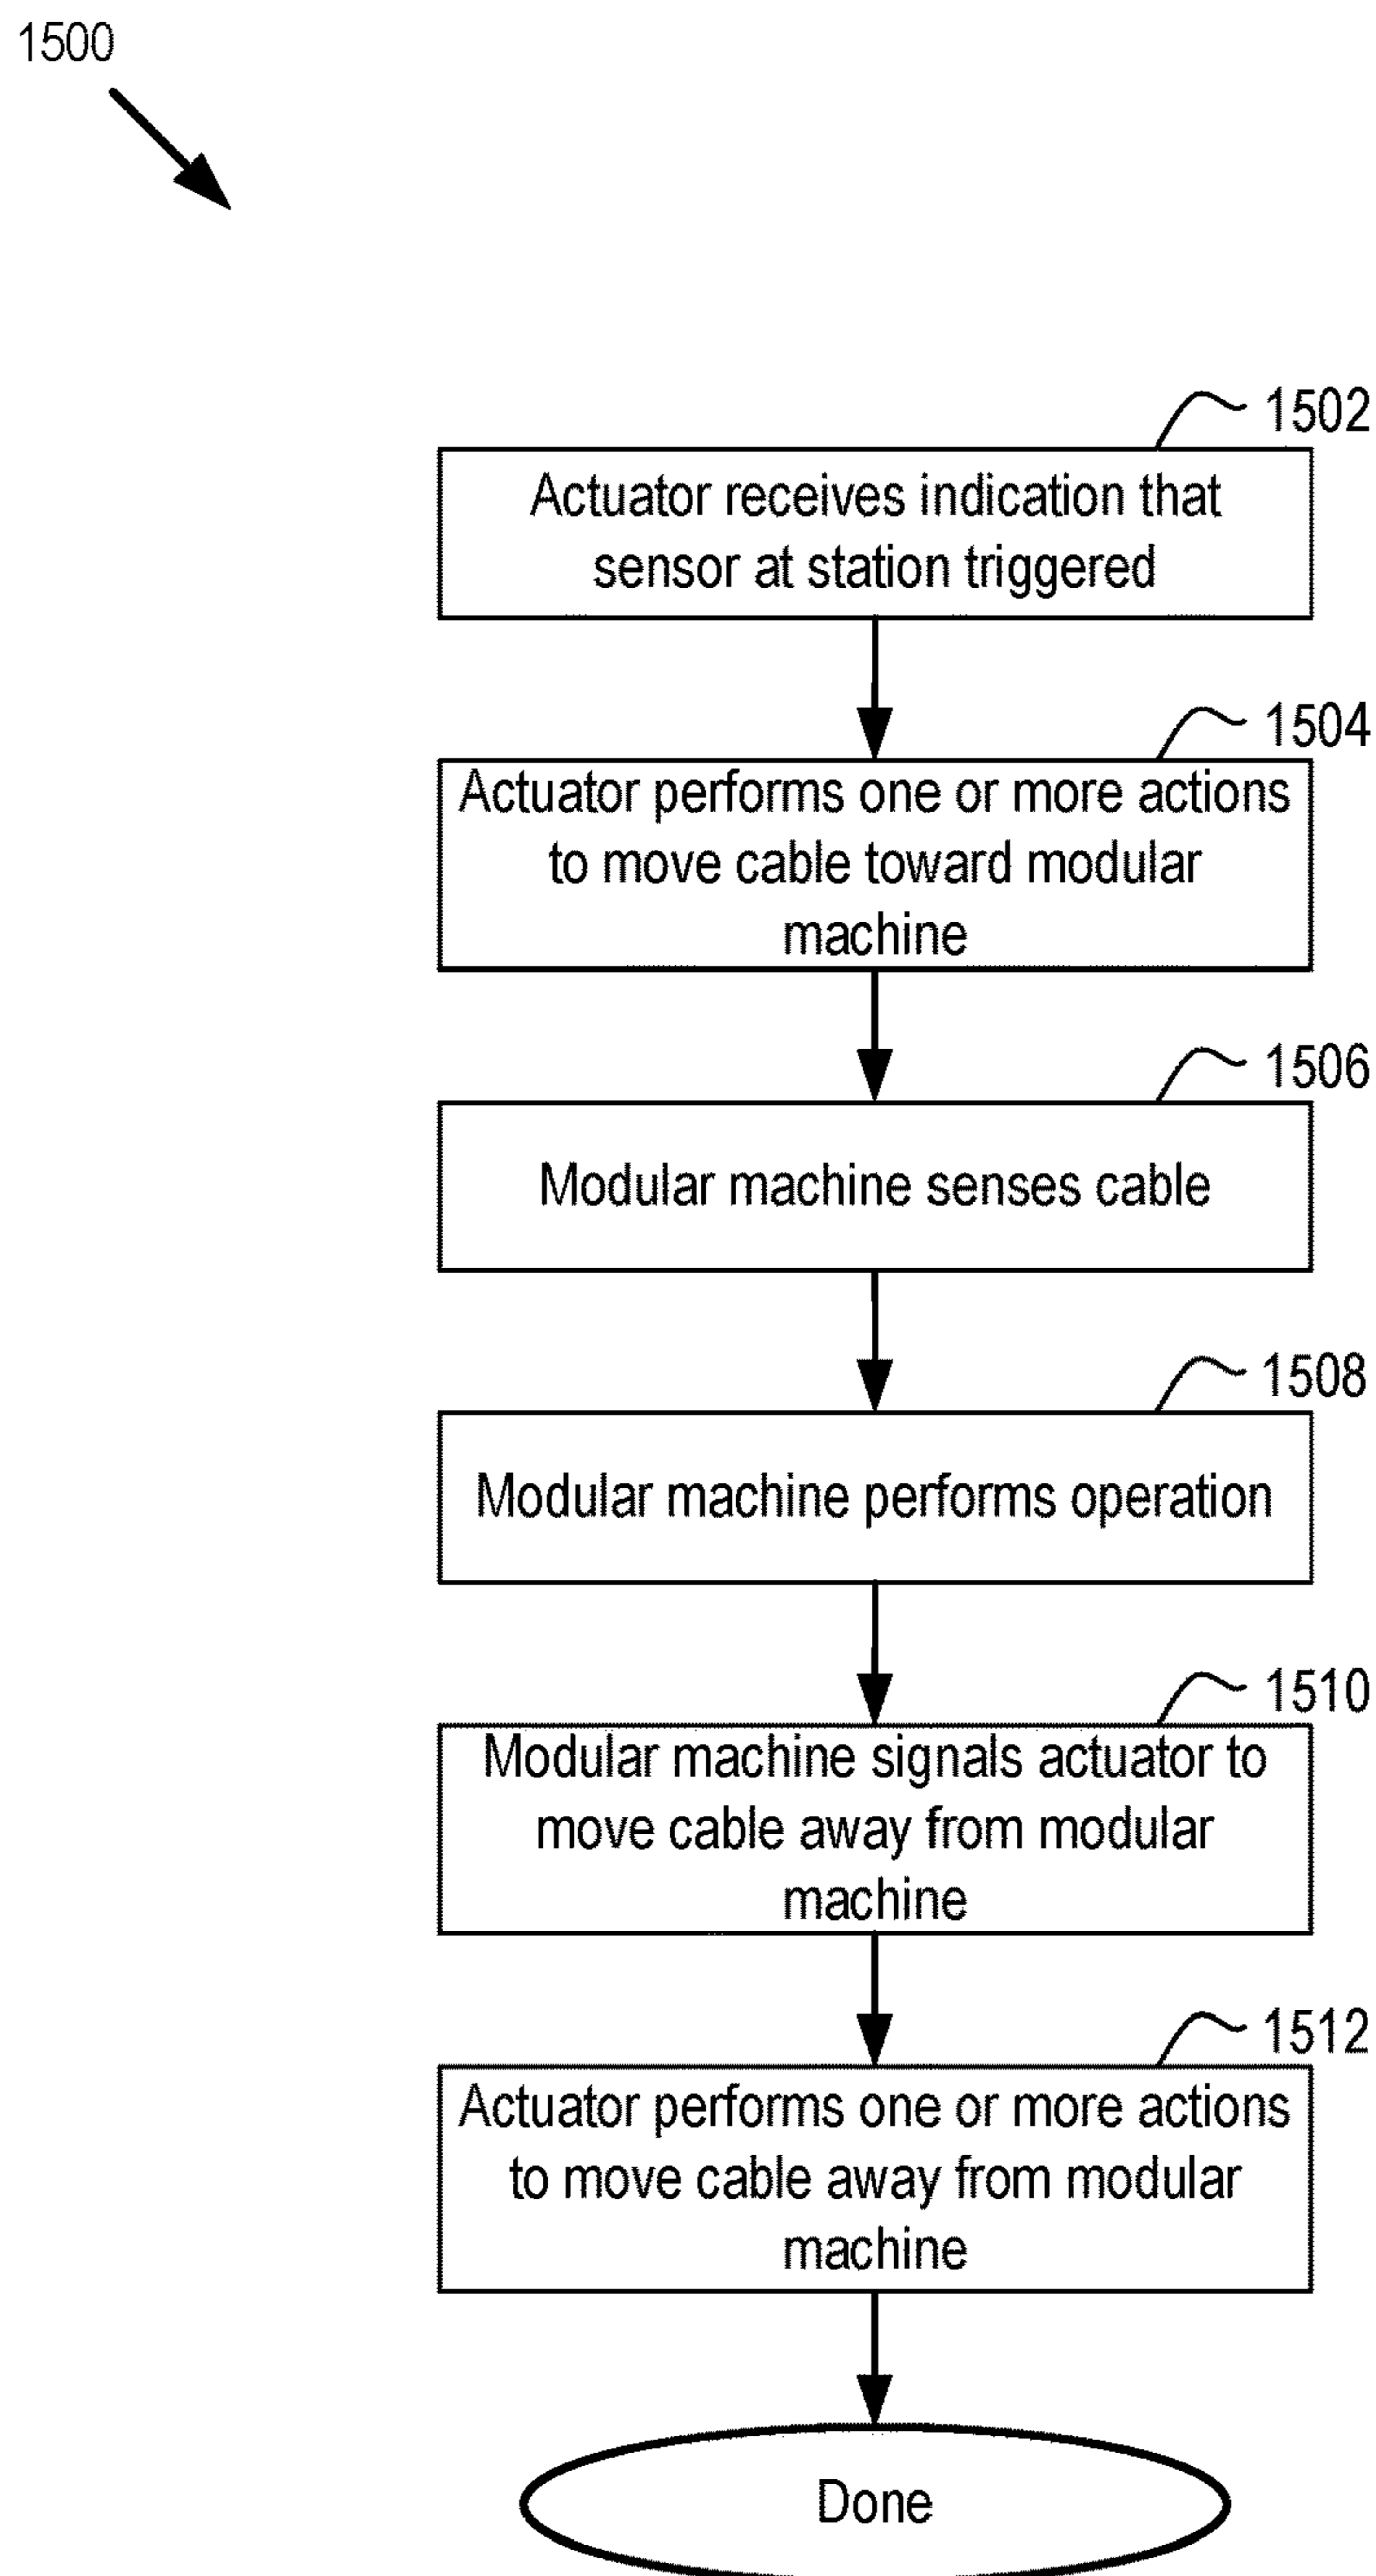 1500
1502
Actuator receives indication that
sensor at station triggered
1504
Actuator performs one or more actions
to move cable toward modular
machine
1506
Modular machine senses cable
1508
Modular machine performs operation
1510
Modular machine signals actuator to
move cable away from modular
machine
1512
Actuator performs one or more actions
to move cable away from modular
machine
Done